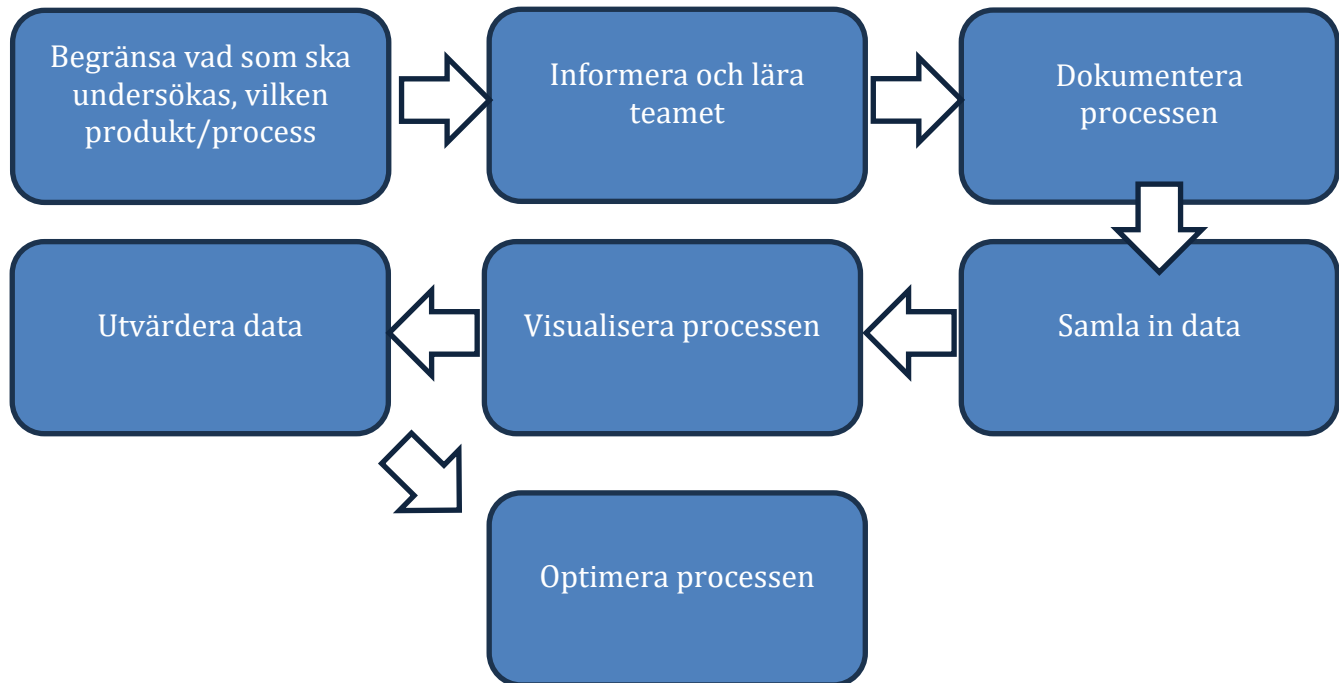 Begränsa vad som ska
undersökas, vilken
produkt/process
Informera och lära
teamet
Dokumentera
processen
Samla in data
Visualisera processen
Utvärdera data
Optimera processen